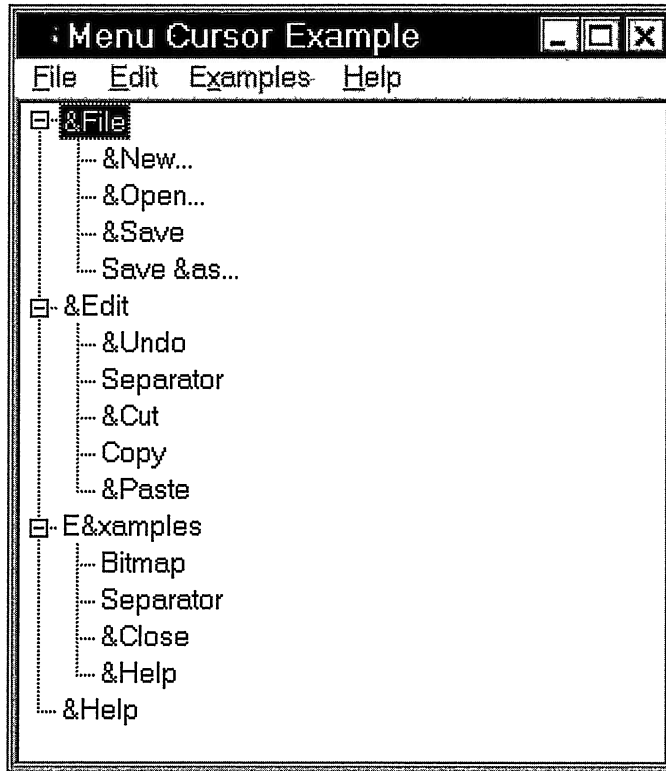 Menu Cursor Example
File Edit Examples Help
&File
&New...
&Open...
&Save
Save &as...
&Edit
&Undo
Separator
&Cut
Copy
&Paste
E&xamples
Bitmap
Separator
&Close
&Help
&Help